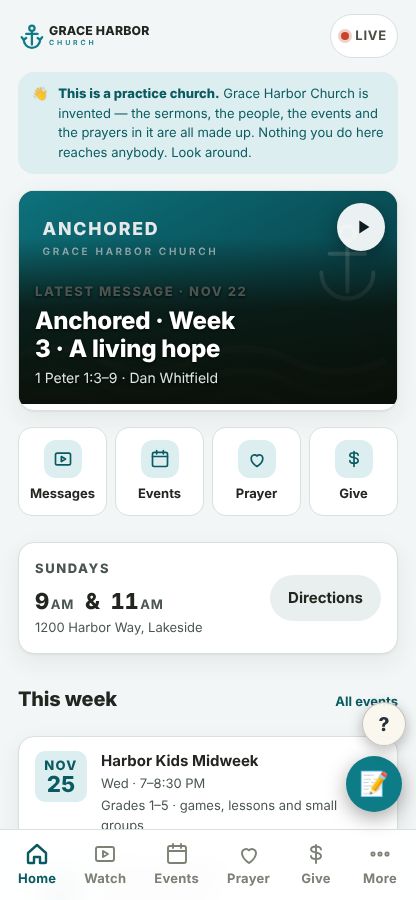 GRACE HARBOR
CHURCH
LIVE
This is a practice church. Grace Harbor Church is
invented — the sermons, the people, the events and
the prayers in it are all made up. Nothing you do here
reaches anybody. Look around.
ANCHORED
GRACE HARBOR CHURCH
LATEST MESSAGE · NOV 22
Anchored · Week
3 · A living hope
1 Peter 1:3–9 · Dan Whitfield
Messages
Events
Prayer
Give
SUNDAYS
9AM & 11AM
1200 Harbor Way, Lakeside
Directions
This week
All events
?
NOV
25
Harbor Kids Midweek
Wed · 7–8:30 PM
Grades 1–5 · games, lessons and small
groups
Home
Watch
Events
Prayer
Give
More